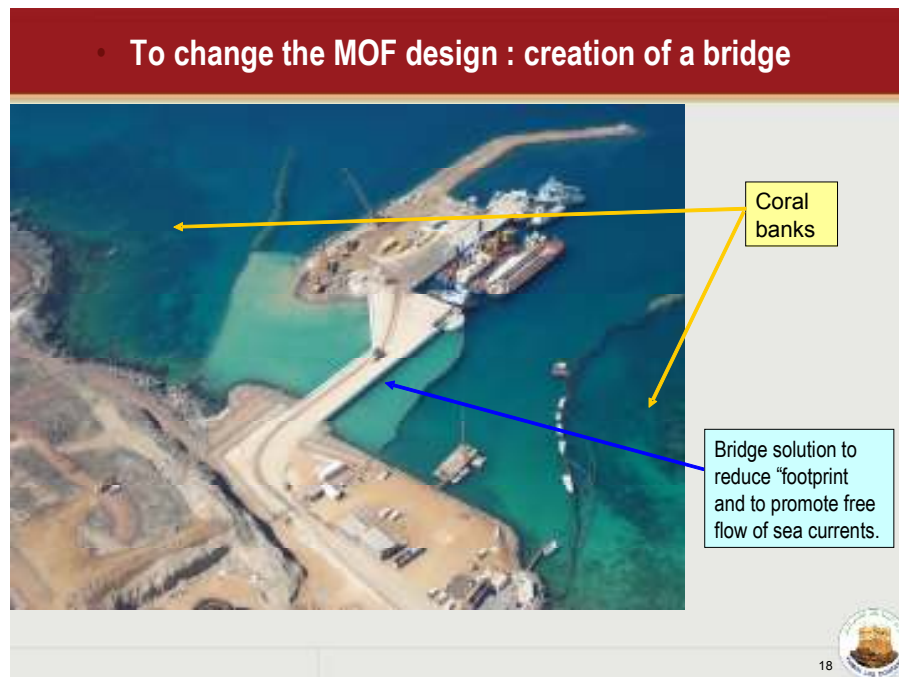 • To change the MOF design : creation of a bridge
Coral
banks
Bridge solution to
reduce “footprint
and to promote free
flow of sea currents.
18